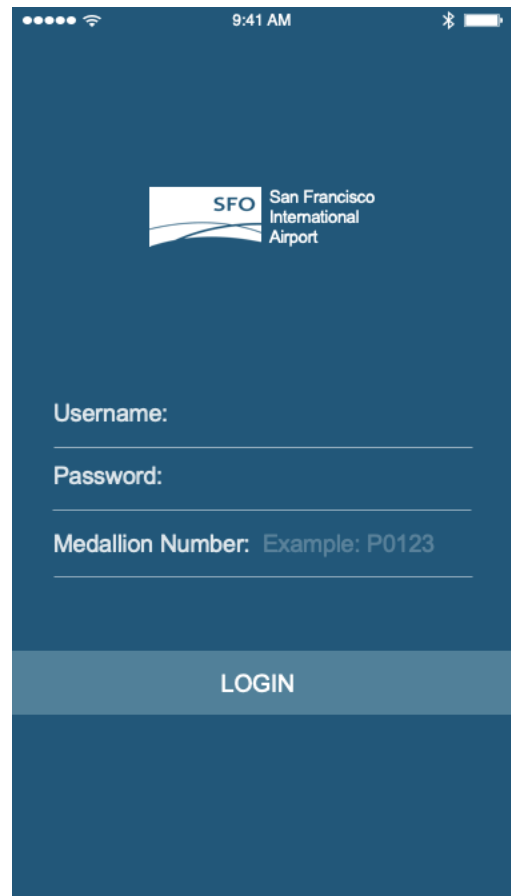 9:41 AM
SFO
San Francisco
International
Airport
Username:
Password:
Medallion Number: Example: P0123
LOGIN